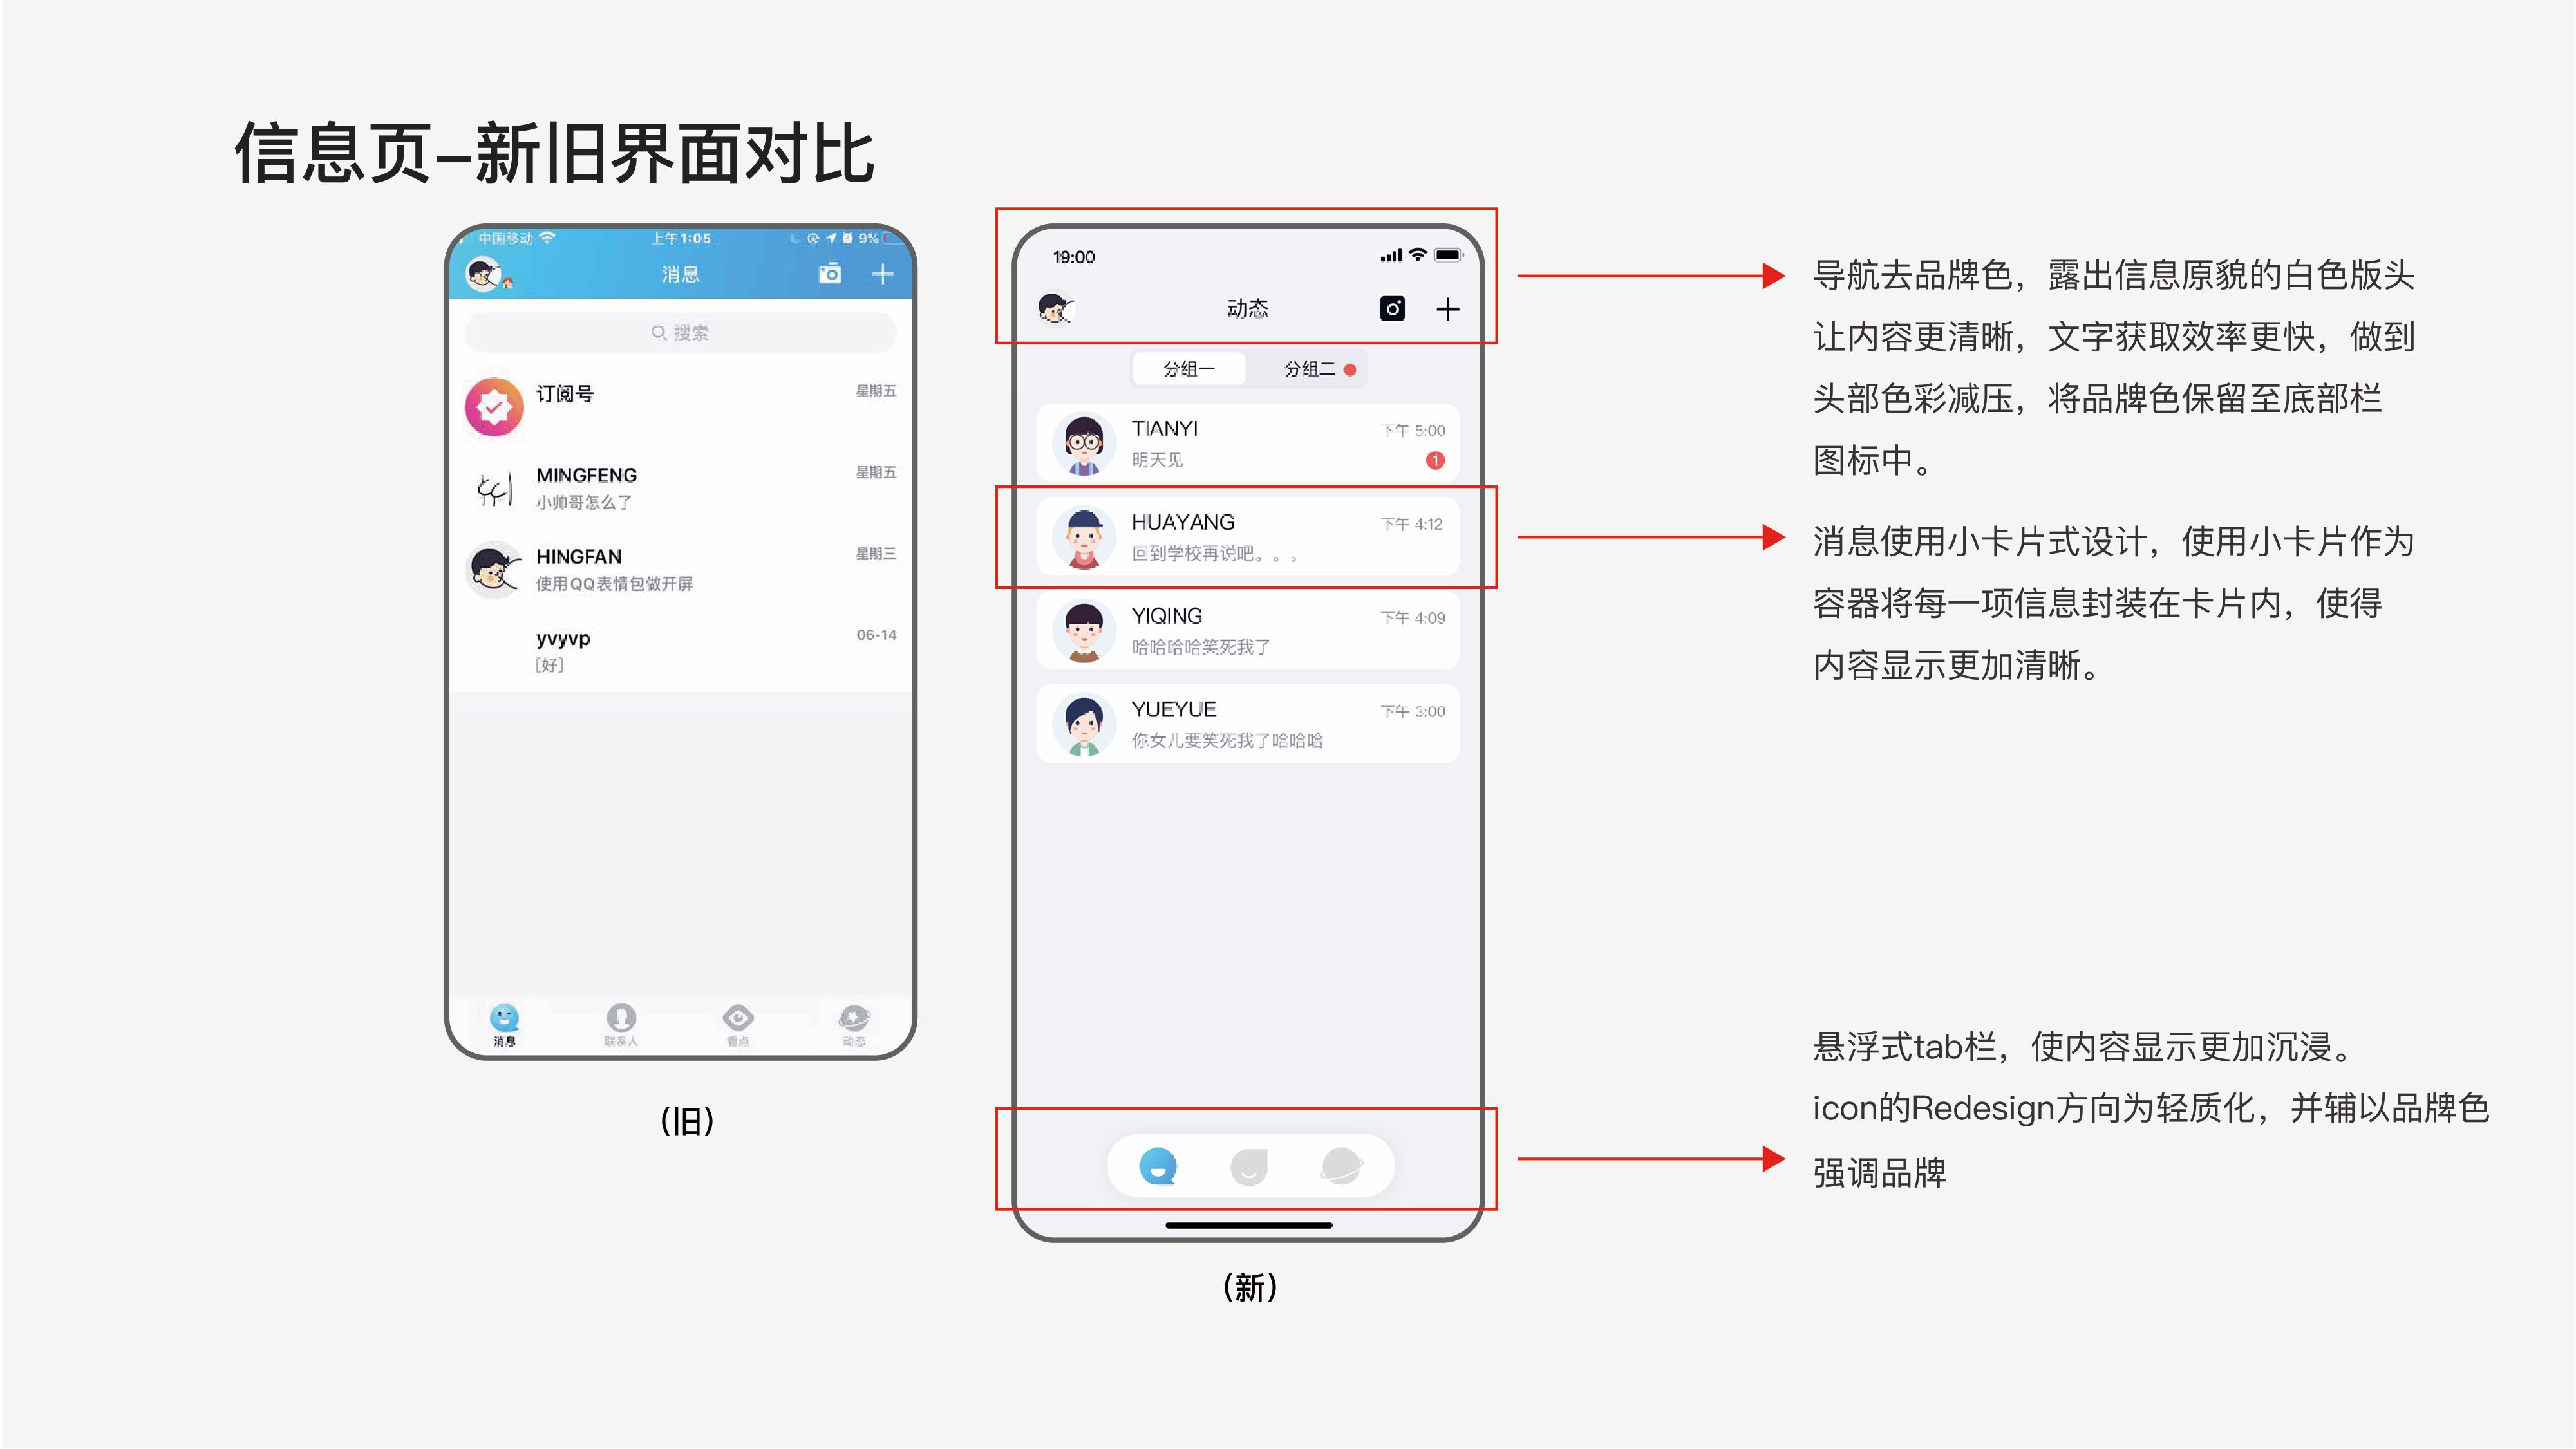 信息页–新旧界面对比
中国移动 上午1:05 9%
消息
搜索
订阅号 星期五
MINGFENG 星期五
小帅哥怎么了
HINGFAN 星期三
使用QQ表情包做开屏
yvyvp 06-14
[好]
消息 联系人 看点 动态
(旧)
19:00
动态
分组一 分组二
TIANYI 下午 5:00
明天见 1
HUAYANG 下午 4:12
回到学校再说吧。。。
YIQING 下午 4:09
哈哈哈哈笑死我了
YUEYUE 下午 3:00
你女儿要笑死我了哈哈哈
(新)
导航去品牌色，露出信息原貌的白色版头
让内容更清晰，文字获取效率更快，做到
头部色彩减压，将品牌色保留至底部栏
图标中。
消息使用小卡片式设计，使用小卡片作为
容器将每一项信息封装在卡片内，使得
内容显示更加清晰。
悬浮式tab栏，使内容显示更加沉浸。
icon的Redesign方向为轻质化，并辅以品牌色
强调品牌